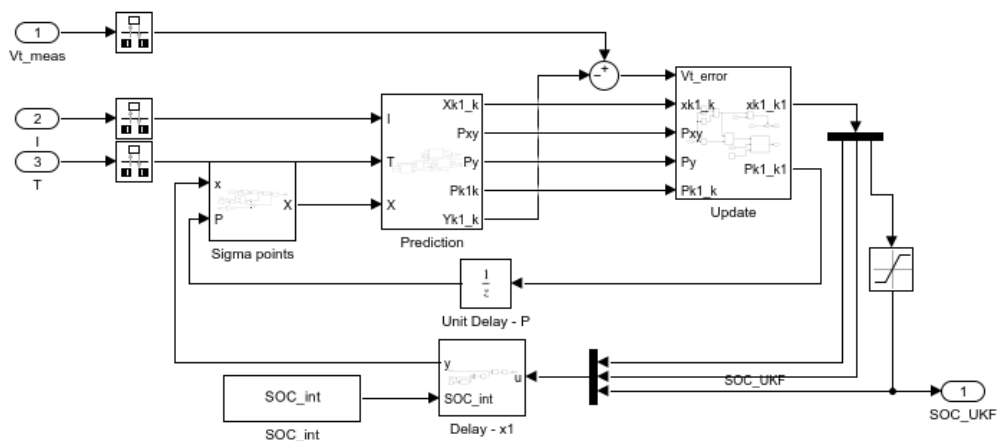 1
Vt_meas
2
I
3
T
x
P
X
Sigma points
I
T
X
Xk1_k
Pxy
Py
Pk1k
Yk1_k
Prediction
−
+
Vt_error
xk1_k
Pxy
Py
Pk1_k
xk1_k1
Pk1_k1
Update
1
z
Unit Delay - P
y
u
SOC_int
Delay - x1
SOC_int
SOC_int
SOC_UKF
1
SOC_UKF